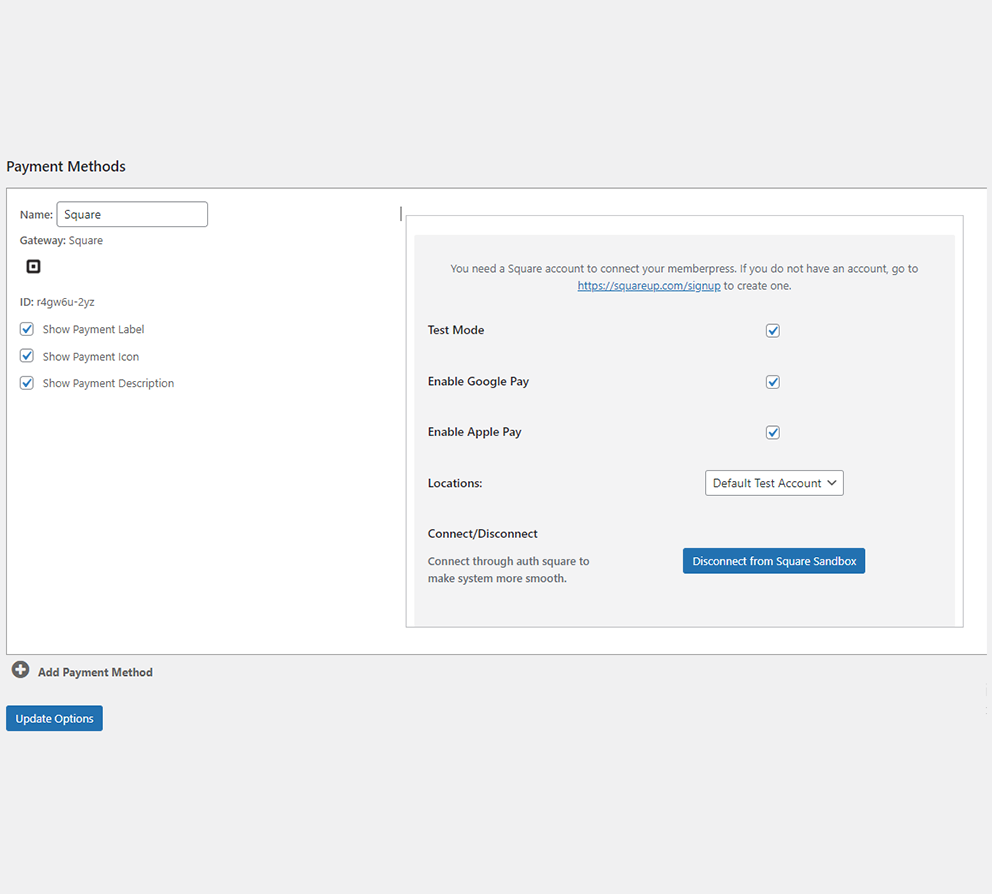 Payment Methods
Name: Square
Gateway: Square
ID: r4gw6u-2yz
Show Payment Label
Show Payment Icon
Show Payment Description
You need a Square account to connect your memberpress. If you do not have an account, go to
https://squareup.com/signup to create one.
Test Mode
Enable Google Pay
Enable Apple Pay
Locations: Default Test Account
Connect/Disconnect
Connect through auth square to
make system more smooth.
Disconnect from Square Sandbox
Add Payment Method
Update Options